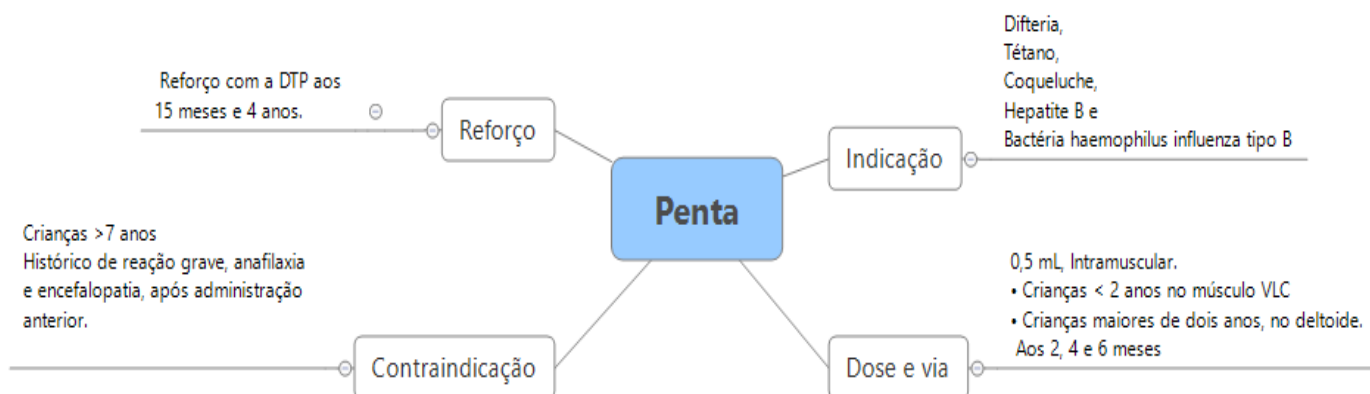 Penta
Reforço
Reforço com a DTP aos
15 meses e 4 anos.
Indicação
Difteria,
Tétano,
Coqueluche,
Hepatite B e
Bactéria haemophilus influenza tipo B
Contraindicação
Crianças >7 anos
Histórico de reação grave, anafilaxia
e encefalopatia, após administração
anterior.
Dose e via
0,5 mL, Intramuscular.
• Crianças < 2 anos no músculo VLC
• Crianças maiores de dois anos, no deltoide.
Aos 2, 4 e 6 meses